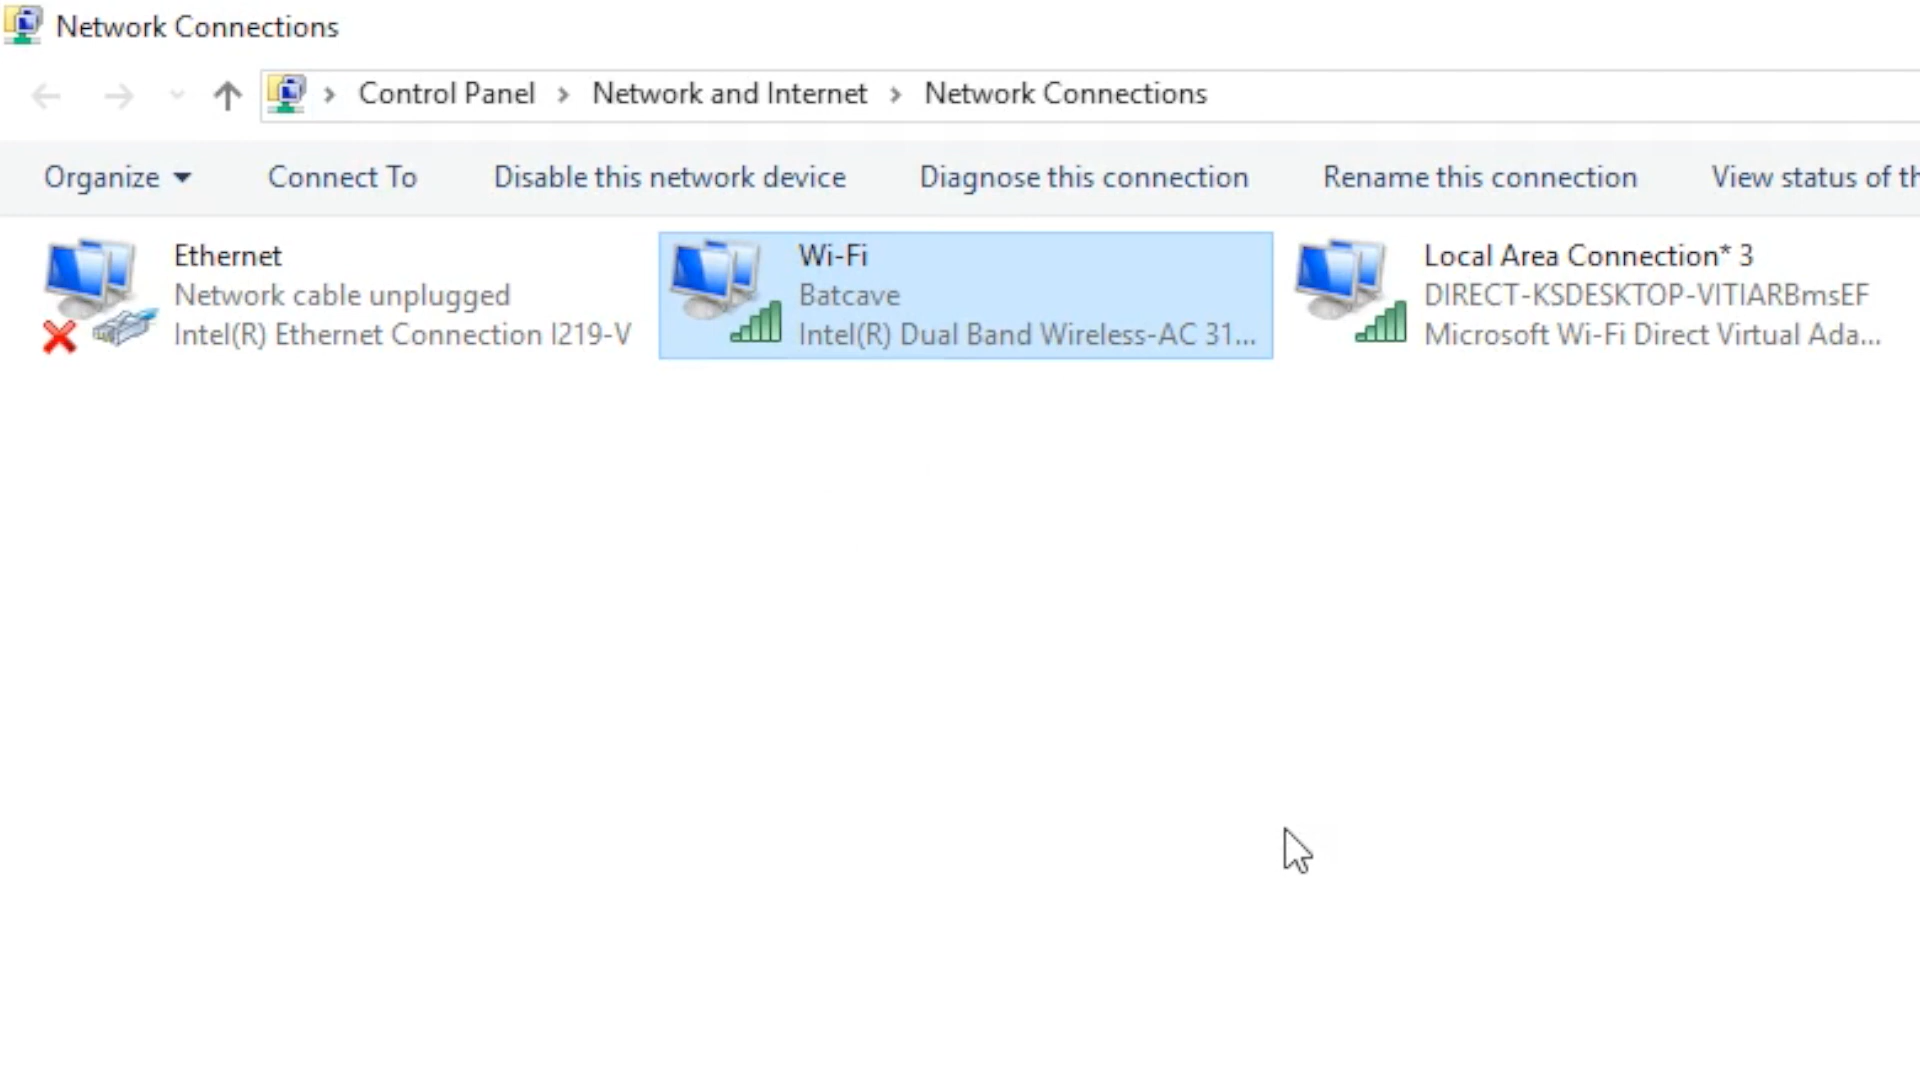 Network Connections
Control Panel > Network and Internet > Network Connections
Organize Connect To Disable this network device Diagnose this connection Rename this connection View status of th
Ethernet
Network cable unplugged
Intel(R) Ethernet Connection I219-V
Wi-Fi
Batcave
Intel(R) Dual Band Wireless-AC 31...
Local Area Connection* 3
DIRECT-KSDESKTOP-VITIARBmsEF
Microsoft Wi-Fi Direct Virtual Ada...